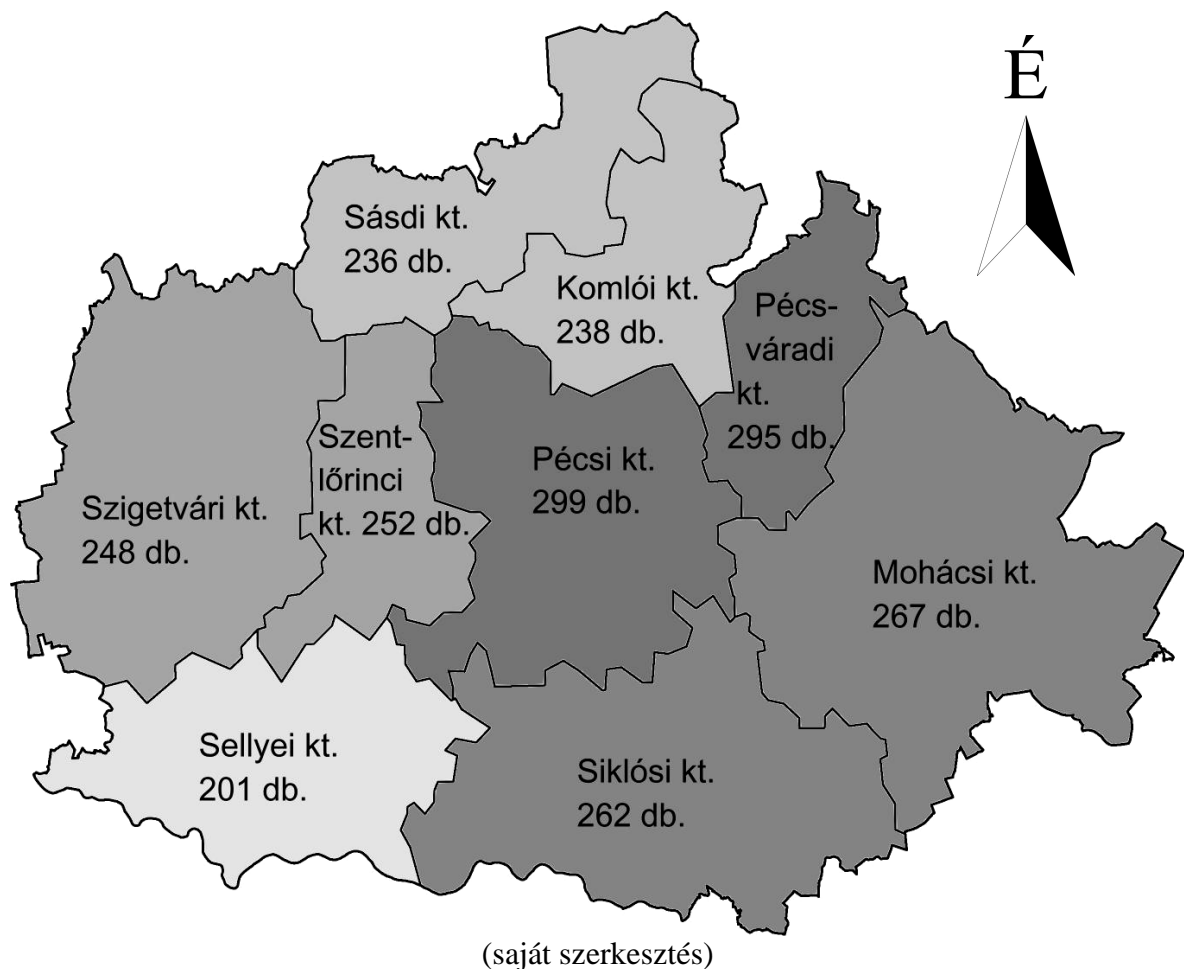 É
Sásdi kt.
236 db.
Komlói kt.
238 db.
Pécs-
váradi
kt.
295 db.
Szent-
lőrinci
kt. 252 db.
Pécsi kt.
299 db.
Szigetvári kt.
248 db.
Mohácsi kt.
267 db.
Sellyei kt.
201 db.
Siklósi kt.
262 db.
(saját szerkesztés)